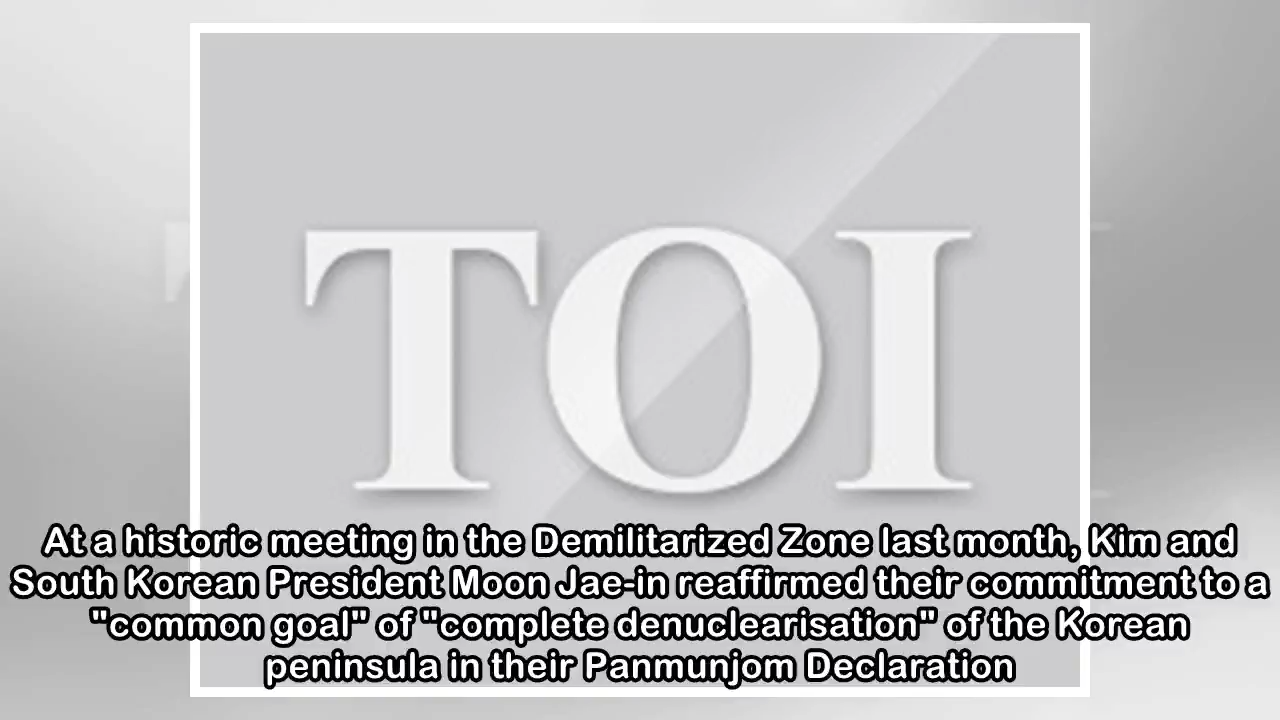 TOI
At a historic meeting in the Demilitarized Zone last month, Kim and
South Korean President Moon Jae-in reaffirmed their commitment to a
"common goal" of "complete denuclearisation" of the Korean
peninsula in their Panmunjom Declaration